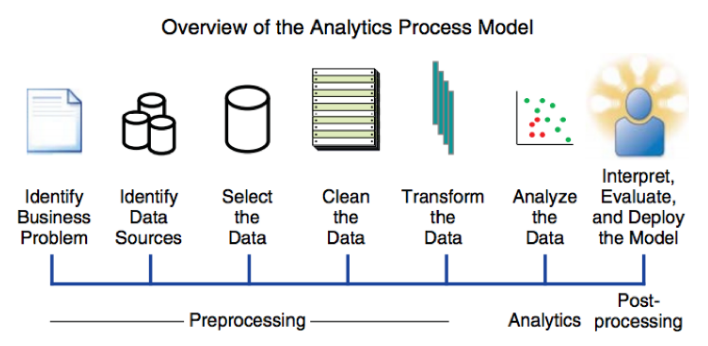 Overview of the Analytics Process Model
Identify
Business
Problem
Identify
Data
Sources
Select
the
Data
Clean
the
Data
Transform
the
Data
Analyze
the
Data
Interpret,
Evaluate,
and Deploy
the Model
Preprocessing
Analytics
Post-
processing